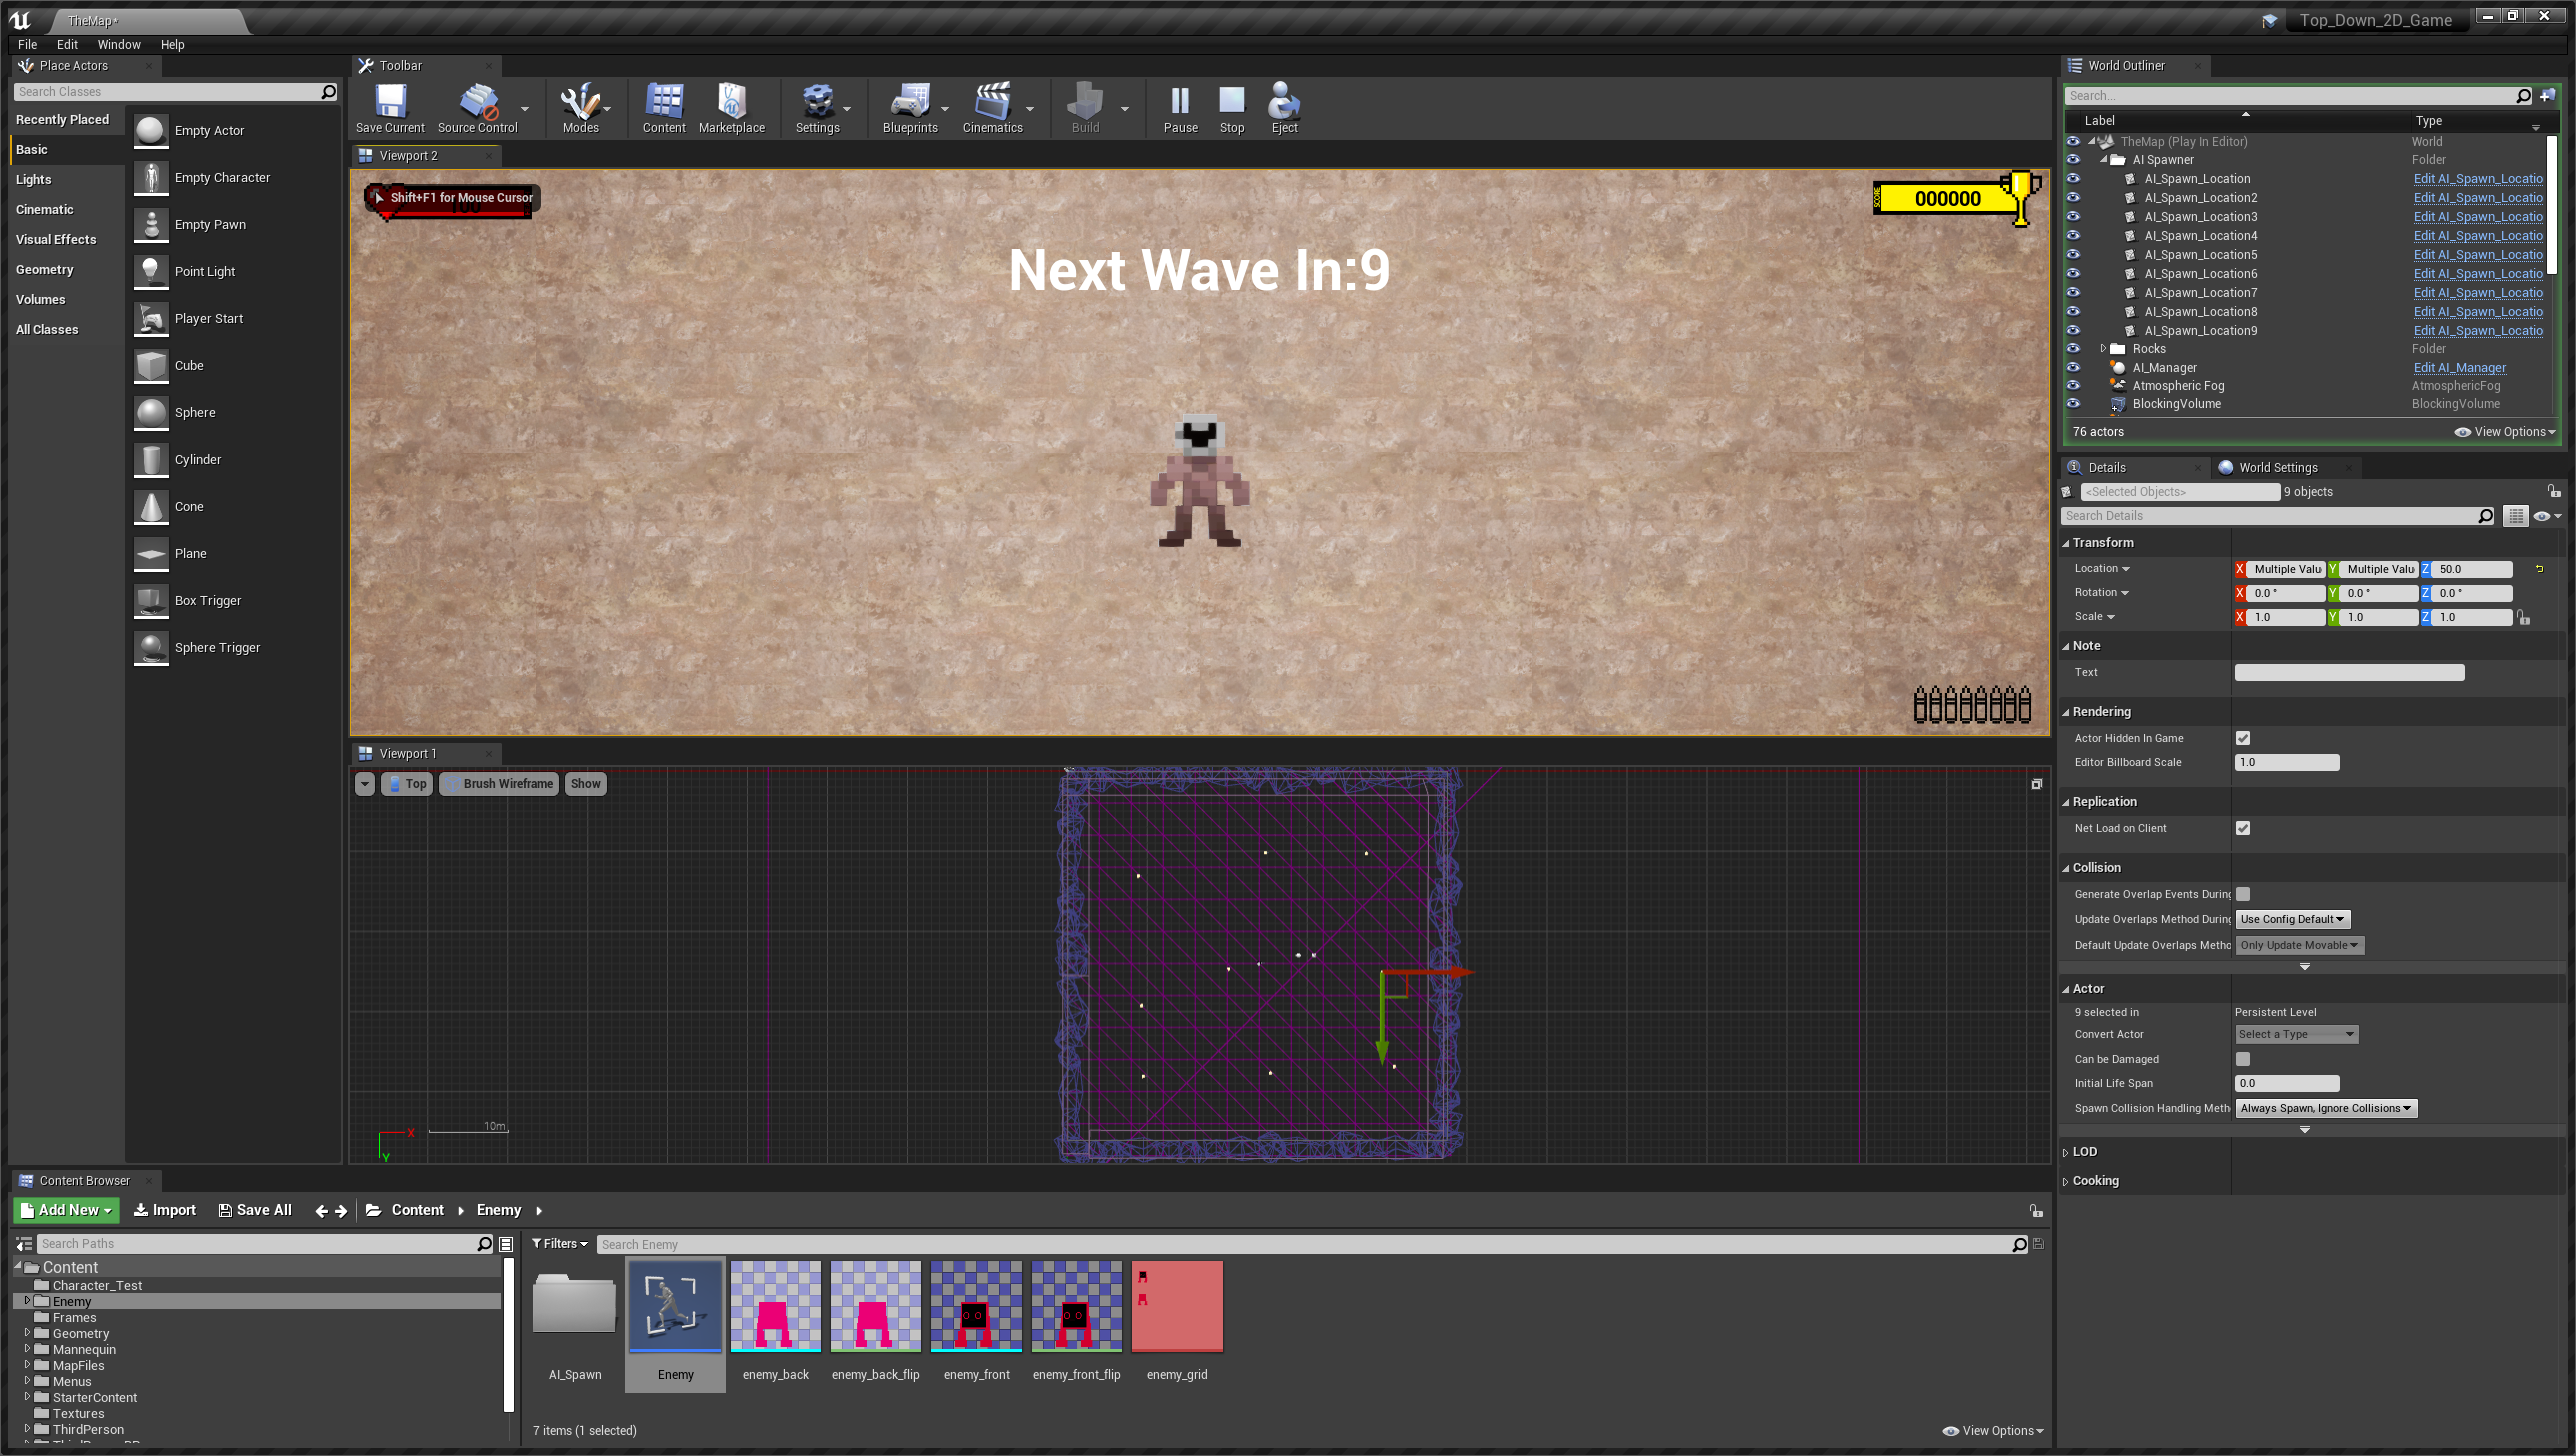 TheMap*
Top_Down_2D_Game
File Edit Window Help
Place Actors
Search Classes
Recently Placed
Basic
Lights
Cinematic
Visual Effects
Geometry
Volumes
All Classes
Empty Actor
Empty Character
Empty Pawn
Point Light
Player Start
Cube
Sphere
Cylinder
Cone
Plane
Box Trigger
Sphere Trigger
Toolbar
Save Current Source Control Modes Content Marketplace Settings Blueprints Cinematics Build Pause Stop Eject
Viewport 2
Shift+F1 for Mouse Cursor
SCORE
000000
Next Wave In:9
Viewport 1
Top Brush Wireframe Show
10m
X
Y
World Outliner
Search...
Label Type
TheMap (Play In Editor) World
AI Spawner Folder
AI_Spawn_Location Edit AI_Spawn_Locatio
AI_Spawn_Location2 Edit AI_Spawn_Locatio
AI_Spawn_Location3 Edit AI_Spawn_Locatio
AI_Spawn_Location4 Edit AI_Spawn_Locatio
AI_Spawn_Location5 Edit AI_Spawn_Locatio
AI_Spawn_Location6 Edit AI_Spawn_Locatio
AI_Spawn_Location7 Edit AI_Spawn_Locatio
AI_Spawn_Location8 Edit AI_Spawn_Locatio
AI_Spawn_Location9 Edit AI_Spawn_Locatio
Rocks Folder
AI_Manager Edit AI_Manager
Atmospheric Fog AtmosphericFog
BlockingVolume BlockingVolume
76 actors View Options
Details World Settings
<Selected Objects> 9 objects
Search Details
Transform
Location X Multiple Valu Y Multiple Valu Z 50.0
Rotation X 0.0 ° Y 0.0 ° Z 0.0 °
Scale X 1.0 Y 1.0 Z 1.0
Note
Text
Rendering
Actor Hidden In Game
Editor Billboard Scale 1.0
Replication
Net Load on Client
Collision
Generate Overlap Events During
Update Overlaps Method During Use Config Default
Default Update Overlaps Metho Only Update Movable
Actor
9 selected in Persistent Level
Convert Actor Select a Type
Can be Damaged
Initial Life Span 0.0
Spawn Collision Handling Meth Always Spawn, Ignore Collisions
LOD
Cooking
Content Browser
Add New Import Save All Content Enemy
Search Paths
Content
Character_Test
Enemy
Frames
Geometry
Mannequin
MapFiles
Menus
StarterContent
Textures
ThirdPerson
Filters Search Enemy
AI_Spawn Enemy enemy_back enemy_back_flip enemy_front enemy_front_flip enemy_grid
7 items (1 selected) View Options